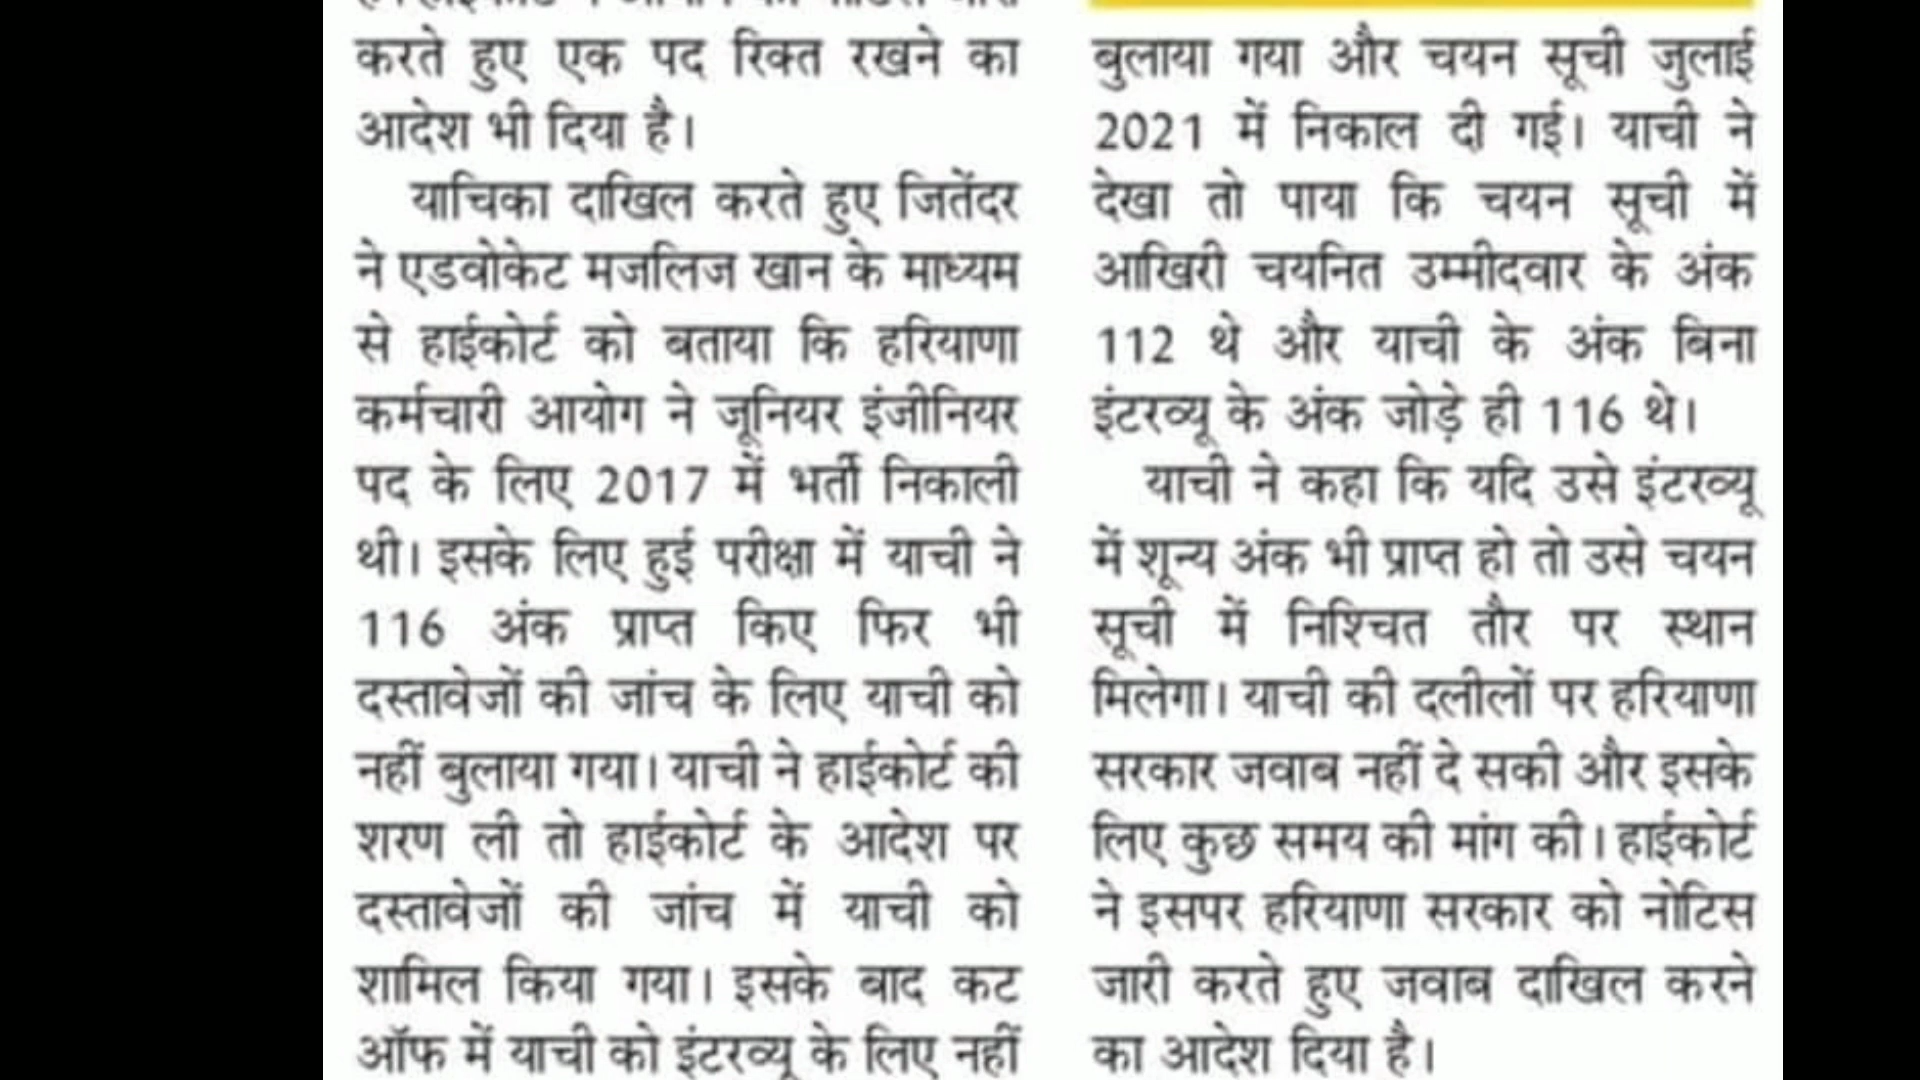 करते हुए एक पद रिक्त रखने का
आदेश भी दिया है।
याचिका दाखिल करते हुए जितेंदर
ने एडवोकेट मजलिज खान के माध्यम
से हाईकोर्ट को बताया कि हरियाणा
कर्मचारी आयोग ने जूनियर इंजीनियर
पद के लिए 2017 में भर्ती निकाली
थी। इसके लिए हुई परीक्षा में याची ने
116 अंक प्राप्त किए फिर भी
दस्तावेजों की जांच के लिए याची को
नहीं बुलाया गया। याची ने हाईकोर्ट की
शरण ली तो हाईकोर्ट के आदेश पर
दस्तावेजों की जांच में याची को
शामिल किया गया। इसके बाद कट
ऑफ में याची को इंटरव्यू के लिए नहीं
बुलाया गया और चयन सूची जुलाई
2021 में निकाल दी गई। याची ने
देखा तो पाया कि चयन सूची में
आखिरी चयनित उम्मीदवार के अंक
112 थे और याची के अंक बिना
इंटरव्यू के अंक जोड़े ही 116 थे।
याची ने कहा कि यदि उसे इंटरव्यू
में शून्य अंक भी प्राप्त हो तो उसे चयन
सूची में निश्चित तौर पर स्थान
मिलेगा। याची की दलीलों पर हरियाणा
सरकार जवाब नहीं दे सकी और इसके
लिए कुछ समय की मांग की। हाईकोर्ट
ने इसपर हरियाणा सरकार को नोटिस
जारी करते हुए जवाब दाखिल करने
का आदेश दिया है।